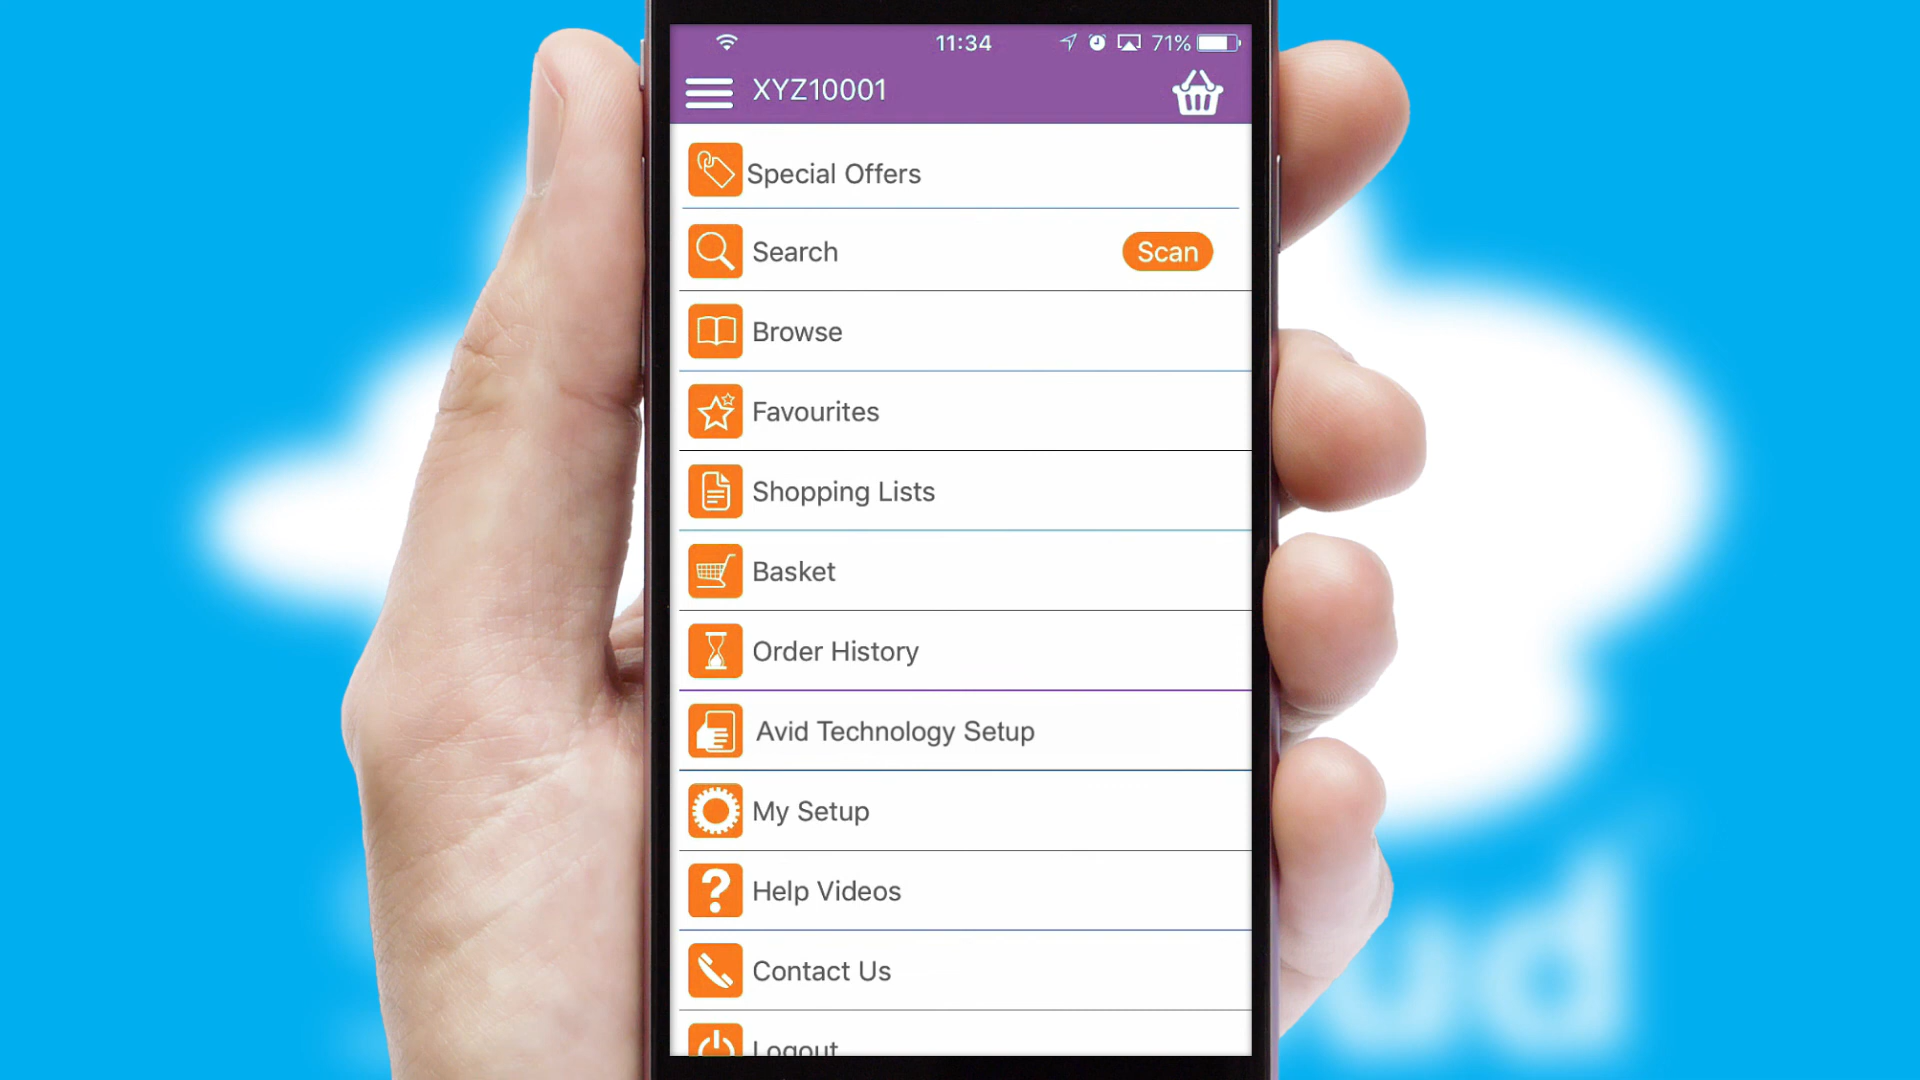 11:34
71%
XYZ10001
Special Offers
Search
Scan
Browse
Favourites
Shopping Lists
Basket
Order History
Avid Technology Setup
My Setup
Help Videos
Contact Us
Logout